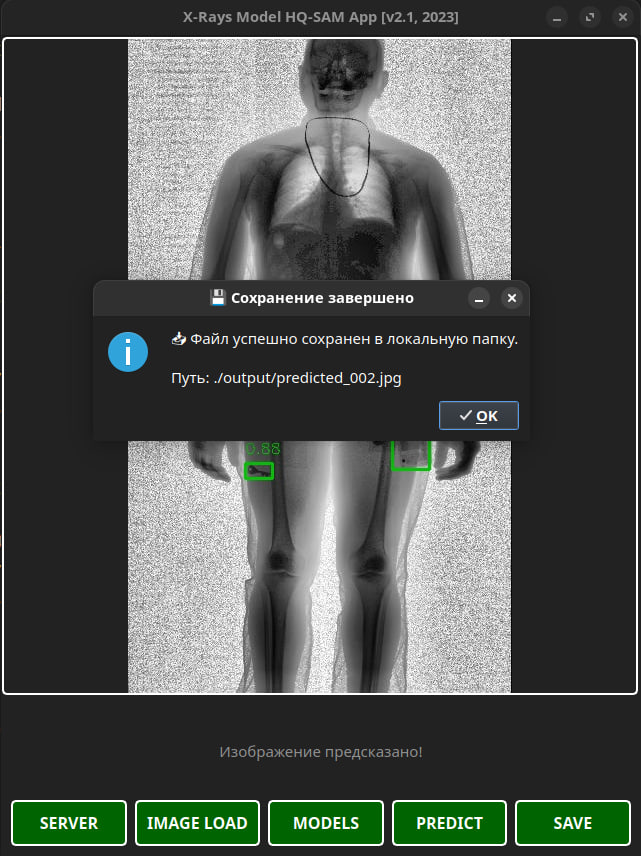 X-Rays Model HQ-SAM App [v2.1, 2023]
💾 Сохранение завершено
📥 Файл успешно сохранен в локальную папку.
Путь: ./output/predicted_002.jpg
✓ OK
0.88
Изображение предсказано!
SERVER
IMAGE LOAD
MODELS
PREDICT
SAVE